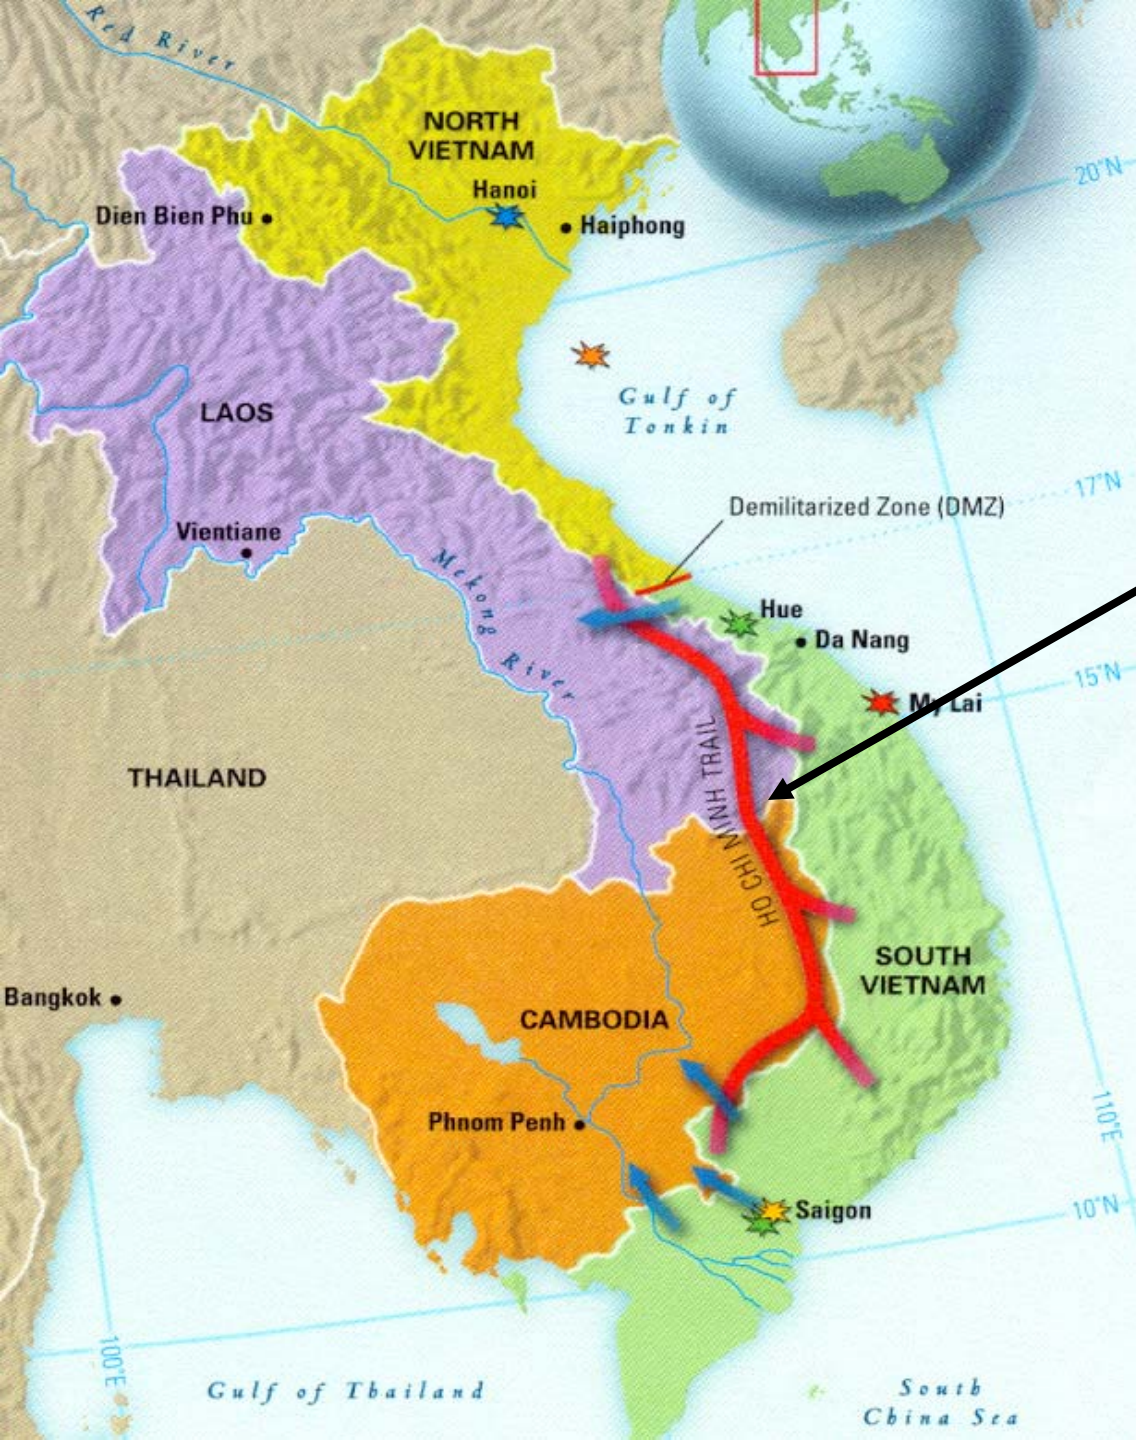 Red River
NORTH
VIETNAM
20°N
Hanoi
Dien Bien Phu
Haiphong
Gulf of
Tonkin
LAOS
17°N
Demilitarized Zone (DMZ)
Vientiane
Mekong River
Hue
Da Nang
15°N
My Lai
THAILAND
HO CHI MINH TRAIL
SOUTH
VIETNAM
Bangkok
CAMBODIA
110°E
Phnom Penh
Saigon
10°N
100°E
Gulf of Thailand
South
China Sea